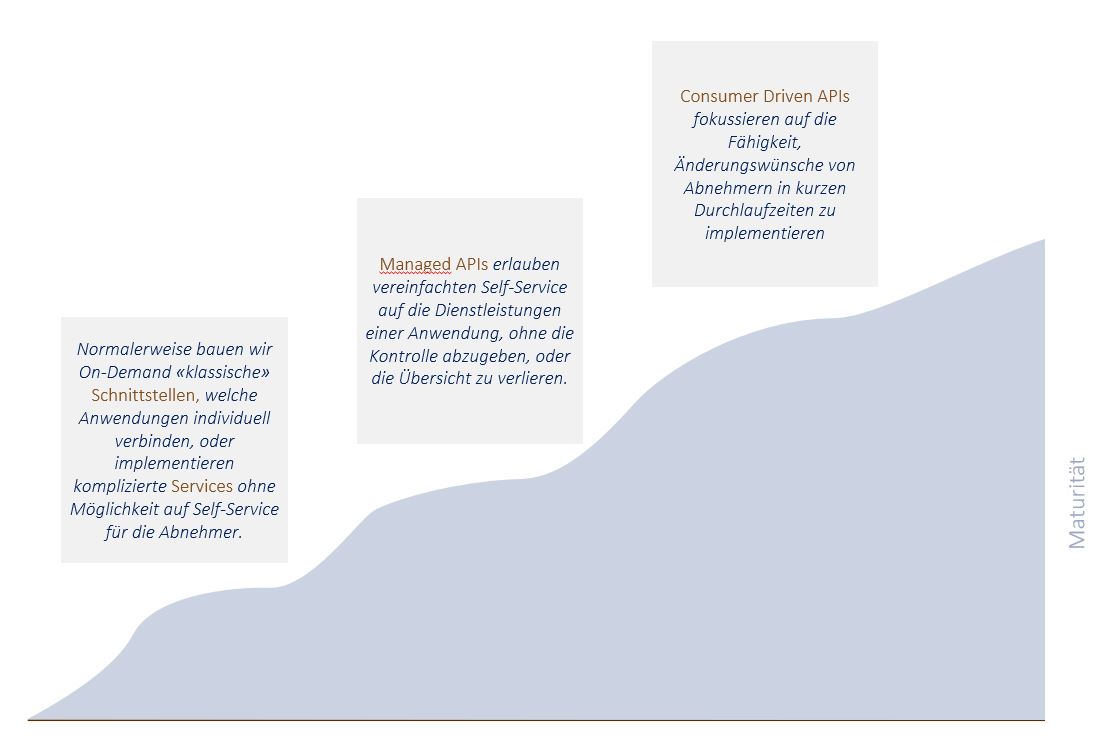 Consumer Driven APIs
fokussieren auf die
Fähigkeit,
Änderungswünsche von
Abnehmern in kurzen
Durchlaufzeiten zu
implementieren
Managed APIs erlauben
vereinfachten Self-Service
auf die Dienstleistungen
einer Anwendung, ohne die
Kontrolle abzugeben, oder
die Übersicht zu verlieren.
Normalerweise bauen wir
On-Demand «klassische»
Schnittstellen, welche
Anwendungen individuell
verbinden, oder
implementieren
komplizierte Services ohne
Möglichkeit auf Self-Service
für die Abnehmer.
Maturität